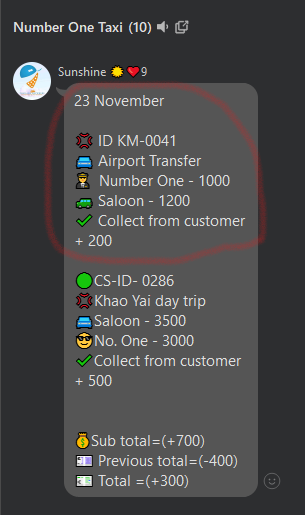 Number One Taxi (10)
Sunshine 9
23 November
ID KM-0041
Airport Transfer
Number One - 1000
Saloon - 1200
Collect from customer
+ 200
CS-ID- 0286
Khao Yai day trip
Saloon - 3500
No. One - 3000
Collect from customer
+ 500
Sub total=(+700)
Previous total=(-400)
Total =(+300)